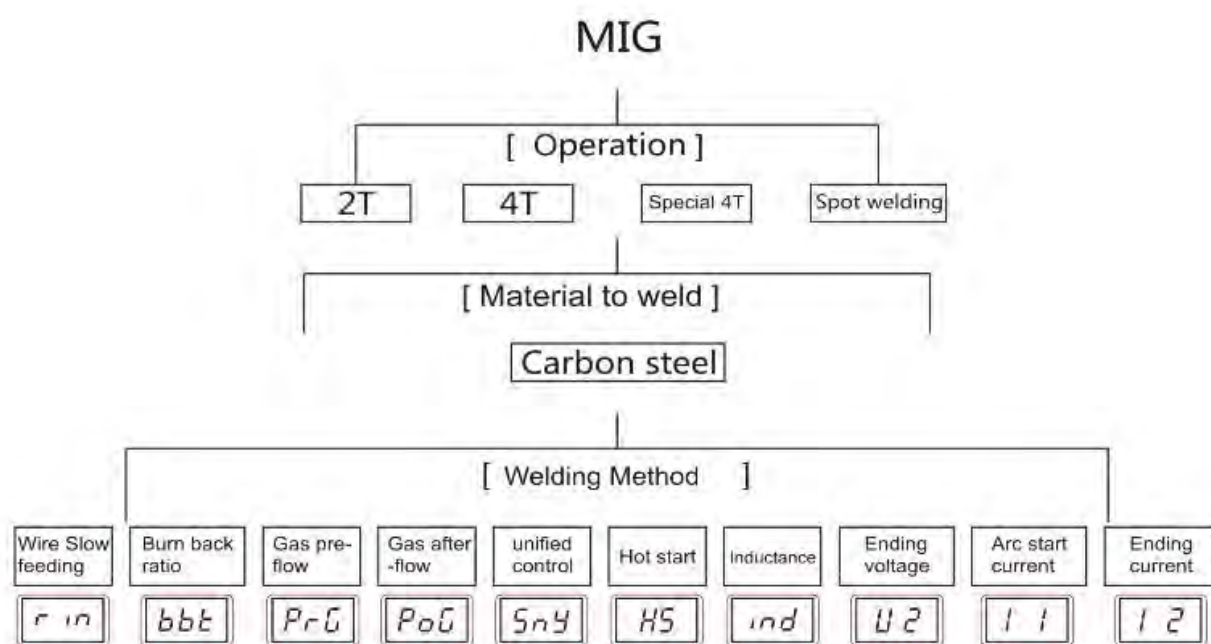 MIG
[ Operation ]
2T 4T Special 4T Spot welding
[ Material to weld ]
Carbon steel
[ Welding Method ]
Wire Slow feeding
Burn back ratio
Gas pre-flow
Gas after-flow
unified control
Hot start
Inductance
Ending voltage
Arc start current
Ending current
r in bbt PrG PoG SnY HS ind U2 I 1 I 2